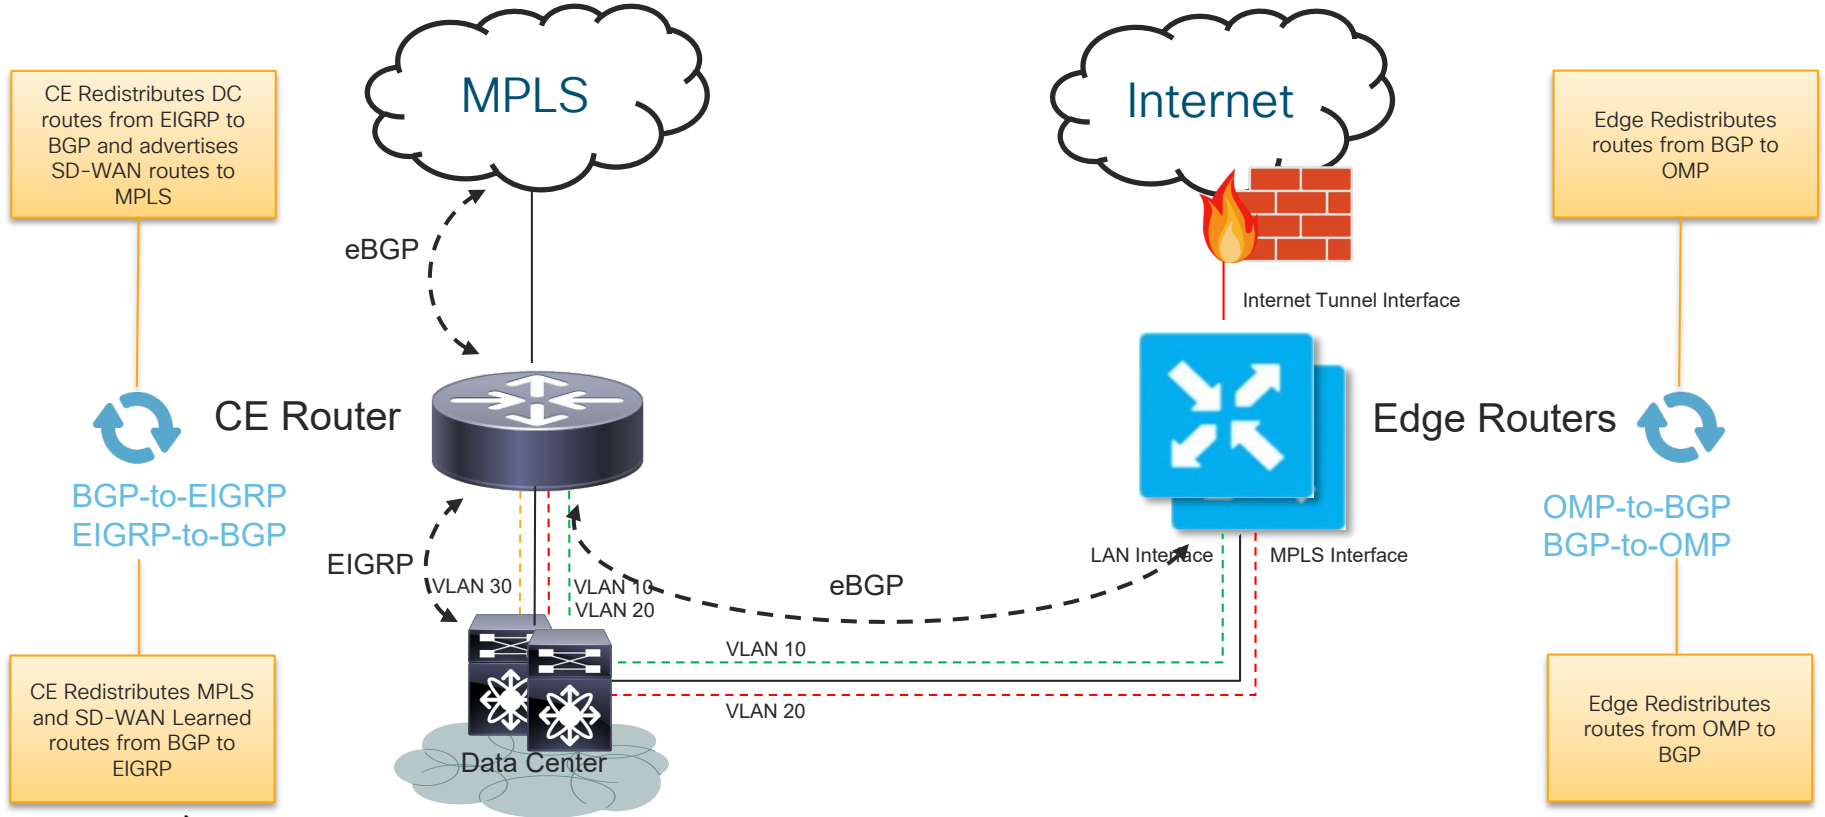 MPLS
Internet
CE Redistributes DC
routes from EIGRP to
BGP and advertises
SD-WAN routes to
MPLS
Edge Redistributes
routes from BGP to
OMP
eBGP
Internet Tunnel Interface
CE Router
Edge Routers
BGP-to-EIGRP
EIGRP-to-BGP
OMP-to-BGP
BGP-to-OMP
EIGRP
VLAN 30
VLAN 10
VLAN 20
eBGP
LAN Interface
MPLS Interface
VLAN 10
VLAN 20
CE Redistributes MPLS
and SD-WAN Learned
routes from BGP to
EIGRP
Data Center
Edge Redistributes
routes from OMP to
BGP